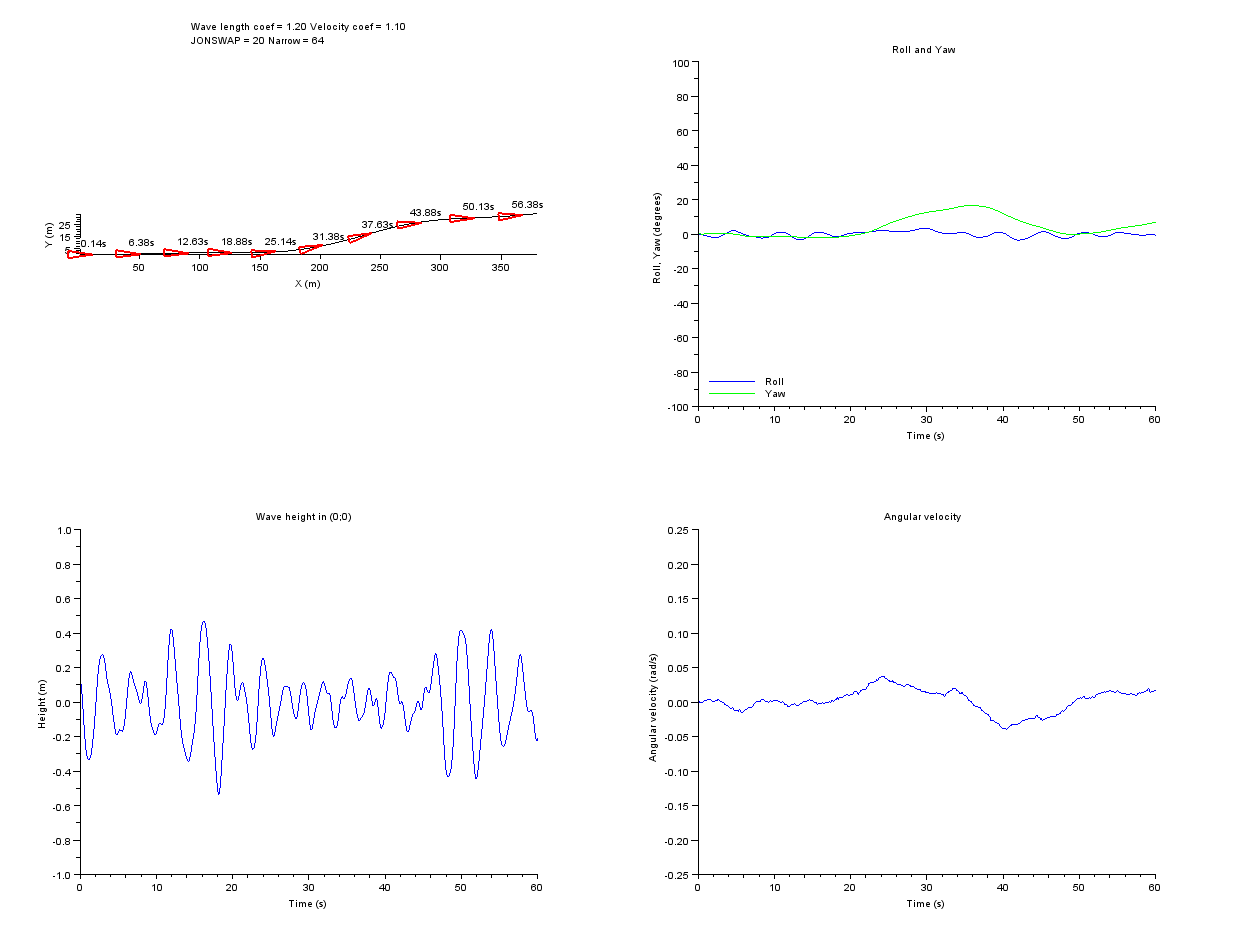 Wave length coef = 1.20 Velocity coef = 1.10
JONSWAP = 20 Narrow = 64
Y (m)
25
15
5
0.14s
6.38s
12.63s
18.88s
25.14s
31.38s
37.63s
43.88s
50.13s
56.38s
50
100
150
200
250
300
350
X (m)
Roll and Yaw
Roll, Yaw (degrees)
100
80
60
40
20
0
-20
-40
-60
-80
-100
Roll
Yaw
0
10
20
30
40
50
60
Time (s)
Wave height in (0;0)
Height (m)
1.0
0.8
0.6
0.4
0.2
0.0
-0.2
-0.4
-0.6
-0.8
-1.0
0
10
20
30
40
50
60
Time (s)
Angular velocity
Angular velocity (rad/s)
0.25
0.20
0.15
0.10
0.05
0.00
-0.05
-0.10
-0.15
-0.20
-0.25
0
10
20
30
40
50
60
Time (s)